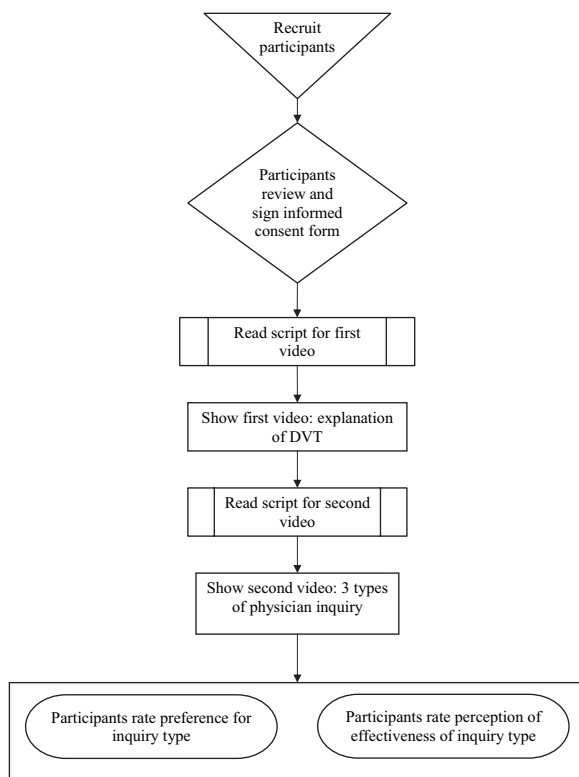 Recruit
participants
Participants
review and
sign informed
consent form
Read script for first
video
Show first video: explanation
of DVT
Read script for second
video
Show second video: 3 types
of physician inquiry
Participants rate preference for
inquiry type
Participants rate perception of
effectiveness of inquiry type